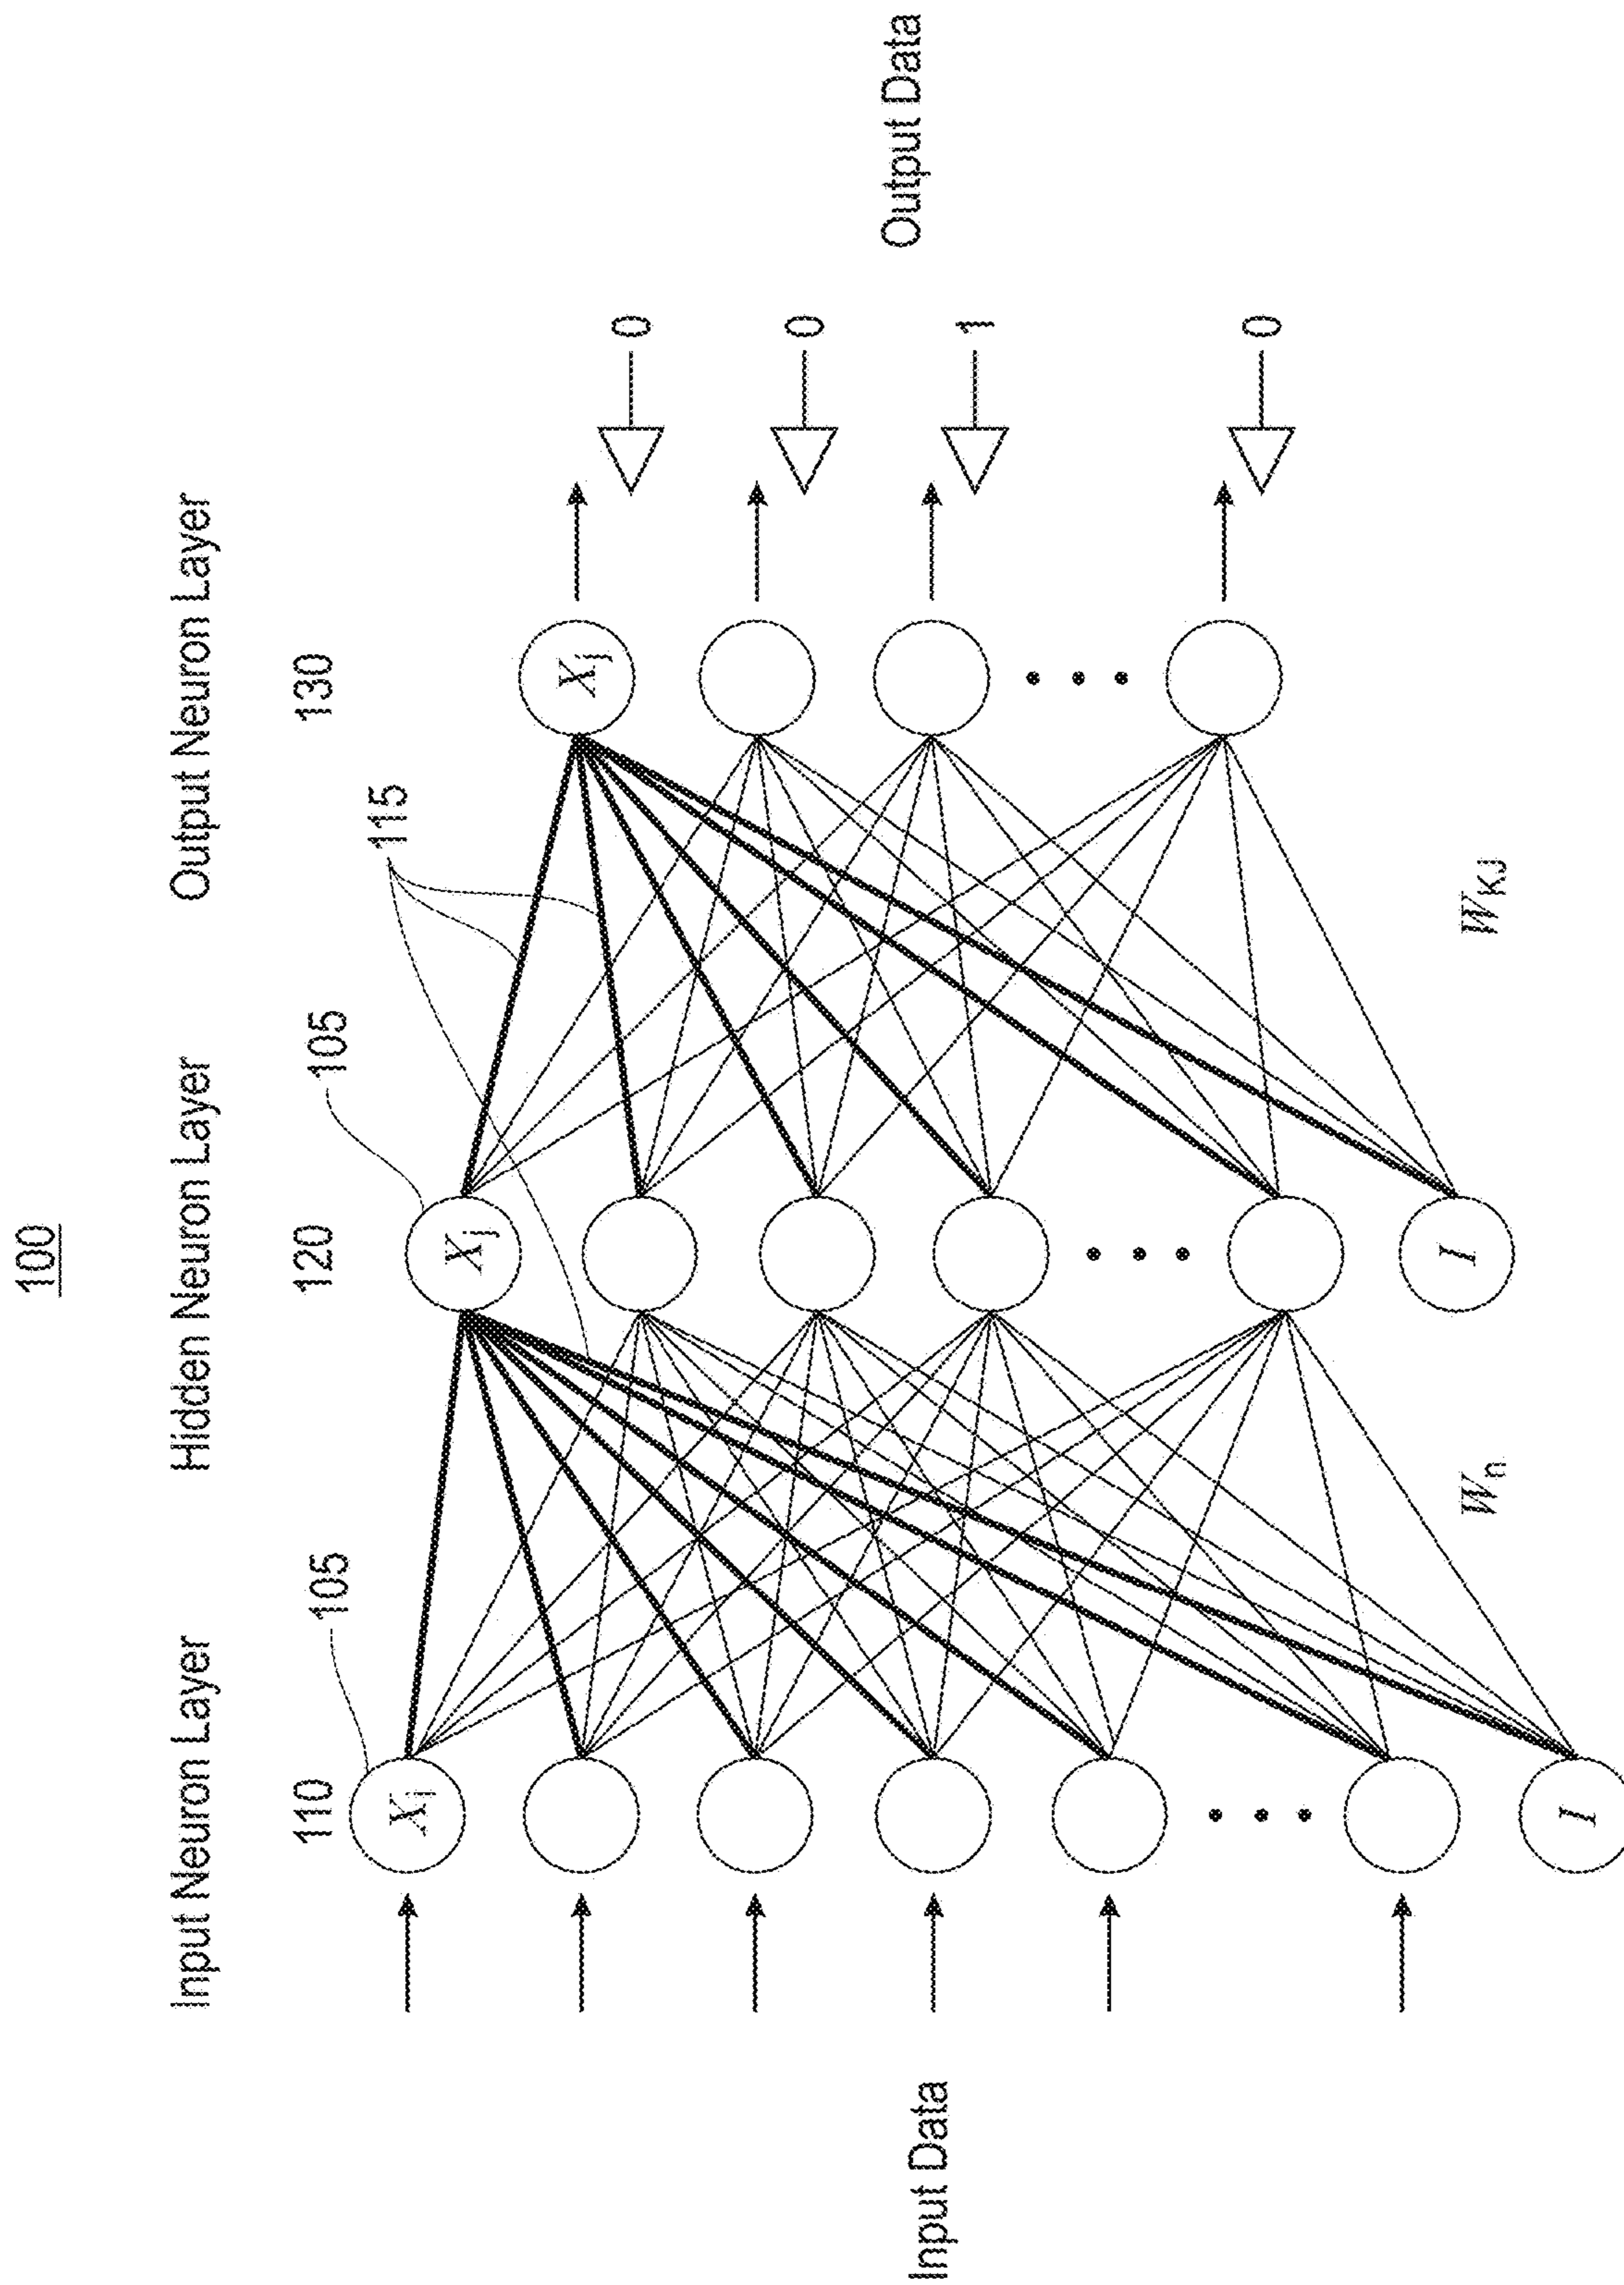 100
Input Neuron Layer
Hidden Neuron Layer
Output Neuron Layer
110
105
120
105
115
130
Xi
Xj
Xj
Input Data
Output Data
0
0
1
0
I
I
Wn
WKJ